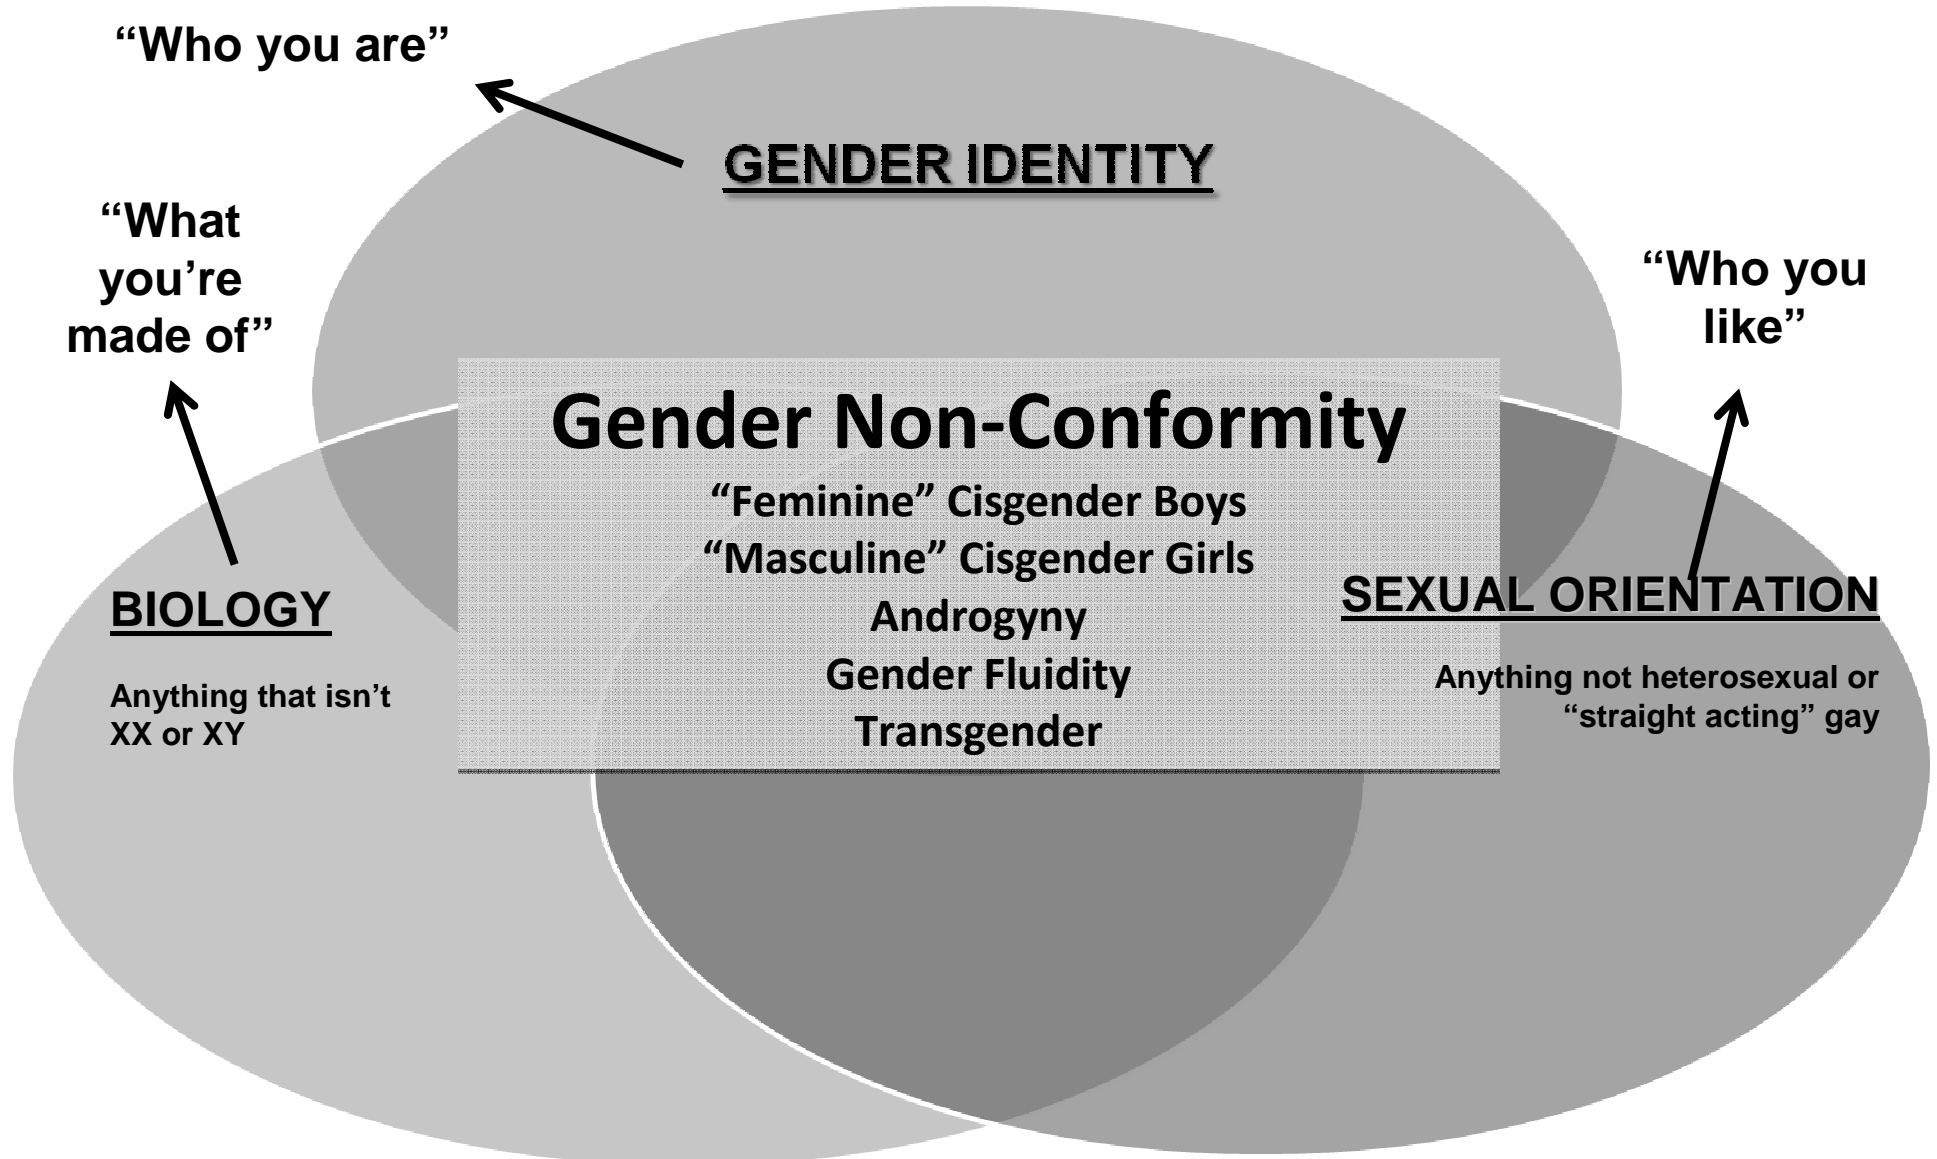 “Who you are”
GENDER IDENTITY
“What
you’re
made of”
“Who you
like”
Gender Non-Conformity
“Feminine” Cisgender Boys
“Masculine” Cisgender Girls
Androgyny
Gender Fluidity
Transgender
BIOLOGY
Anything that isn’t
XX or XY
SEXUAL ORIENTATION
Anything not heterosexual or
“straight acting” gay